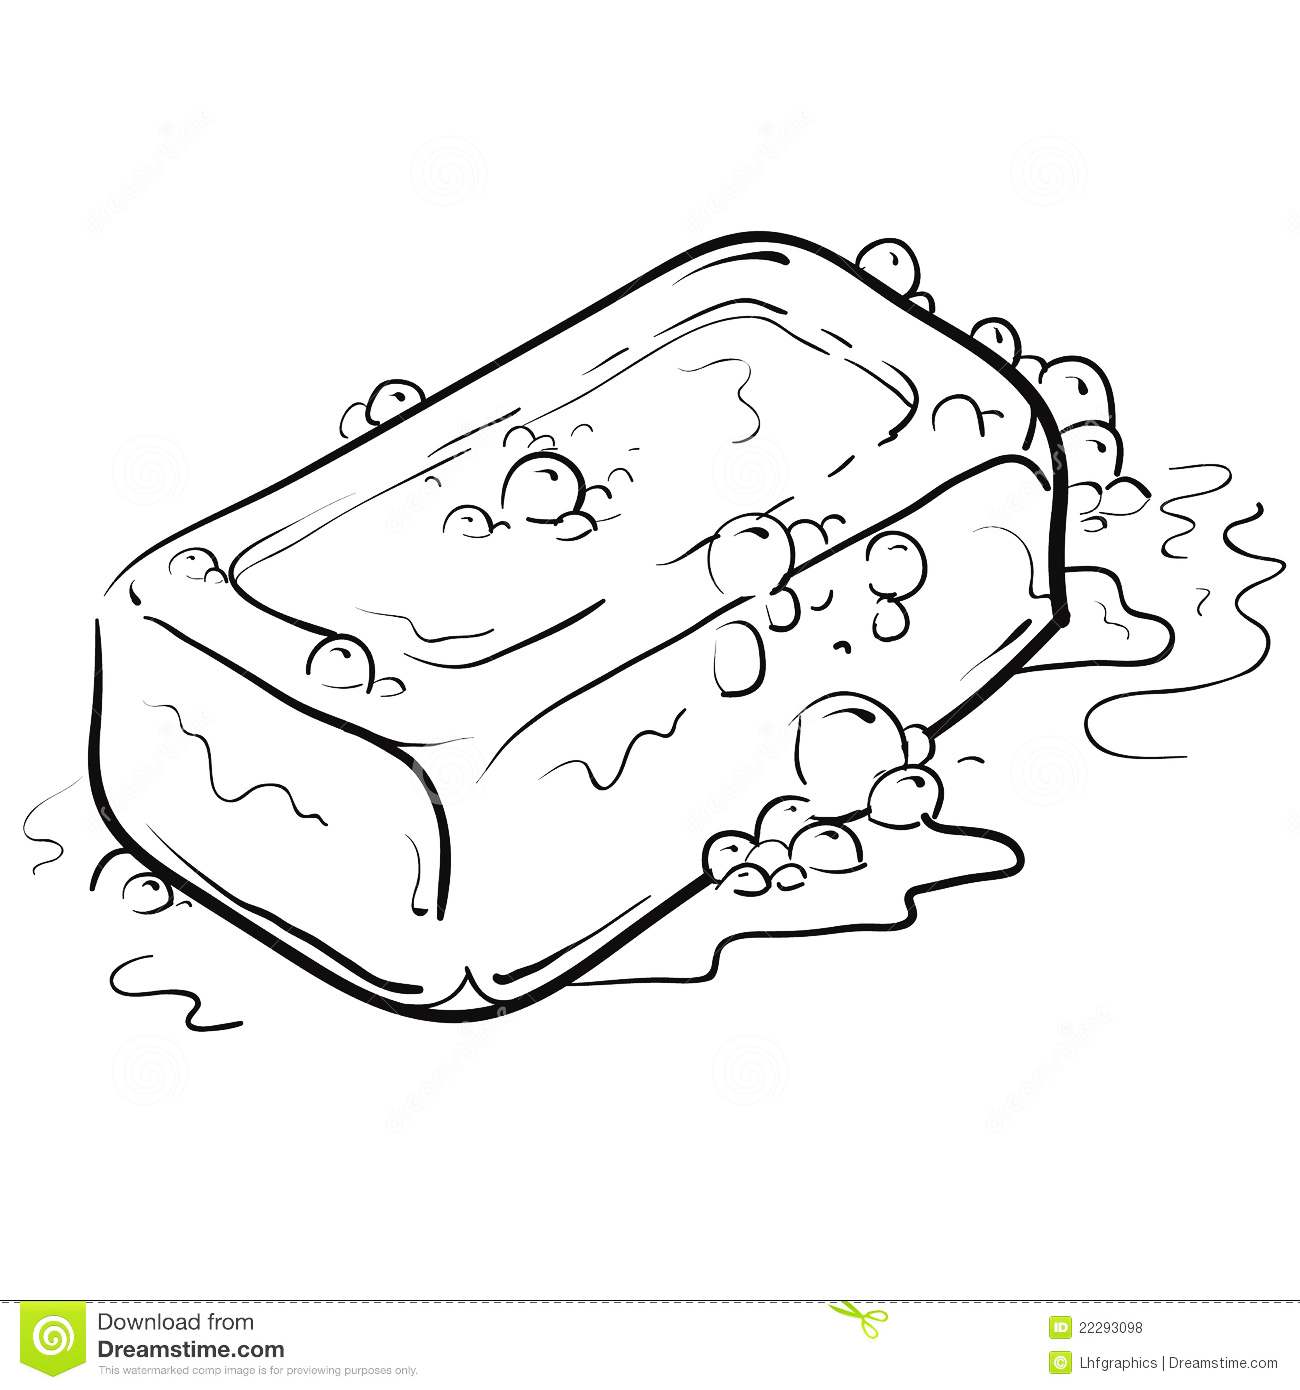 Download from
Dreamstime.com
This watermarked comp image is for previewing purposes only.
ID 22293098
© Lhfgraphics | Dreamstime.com